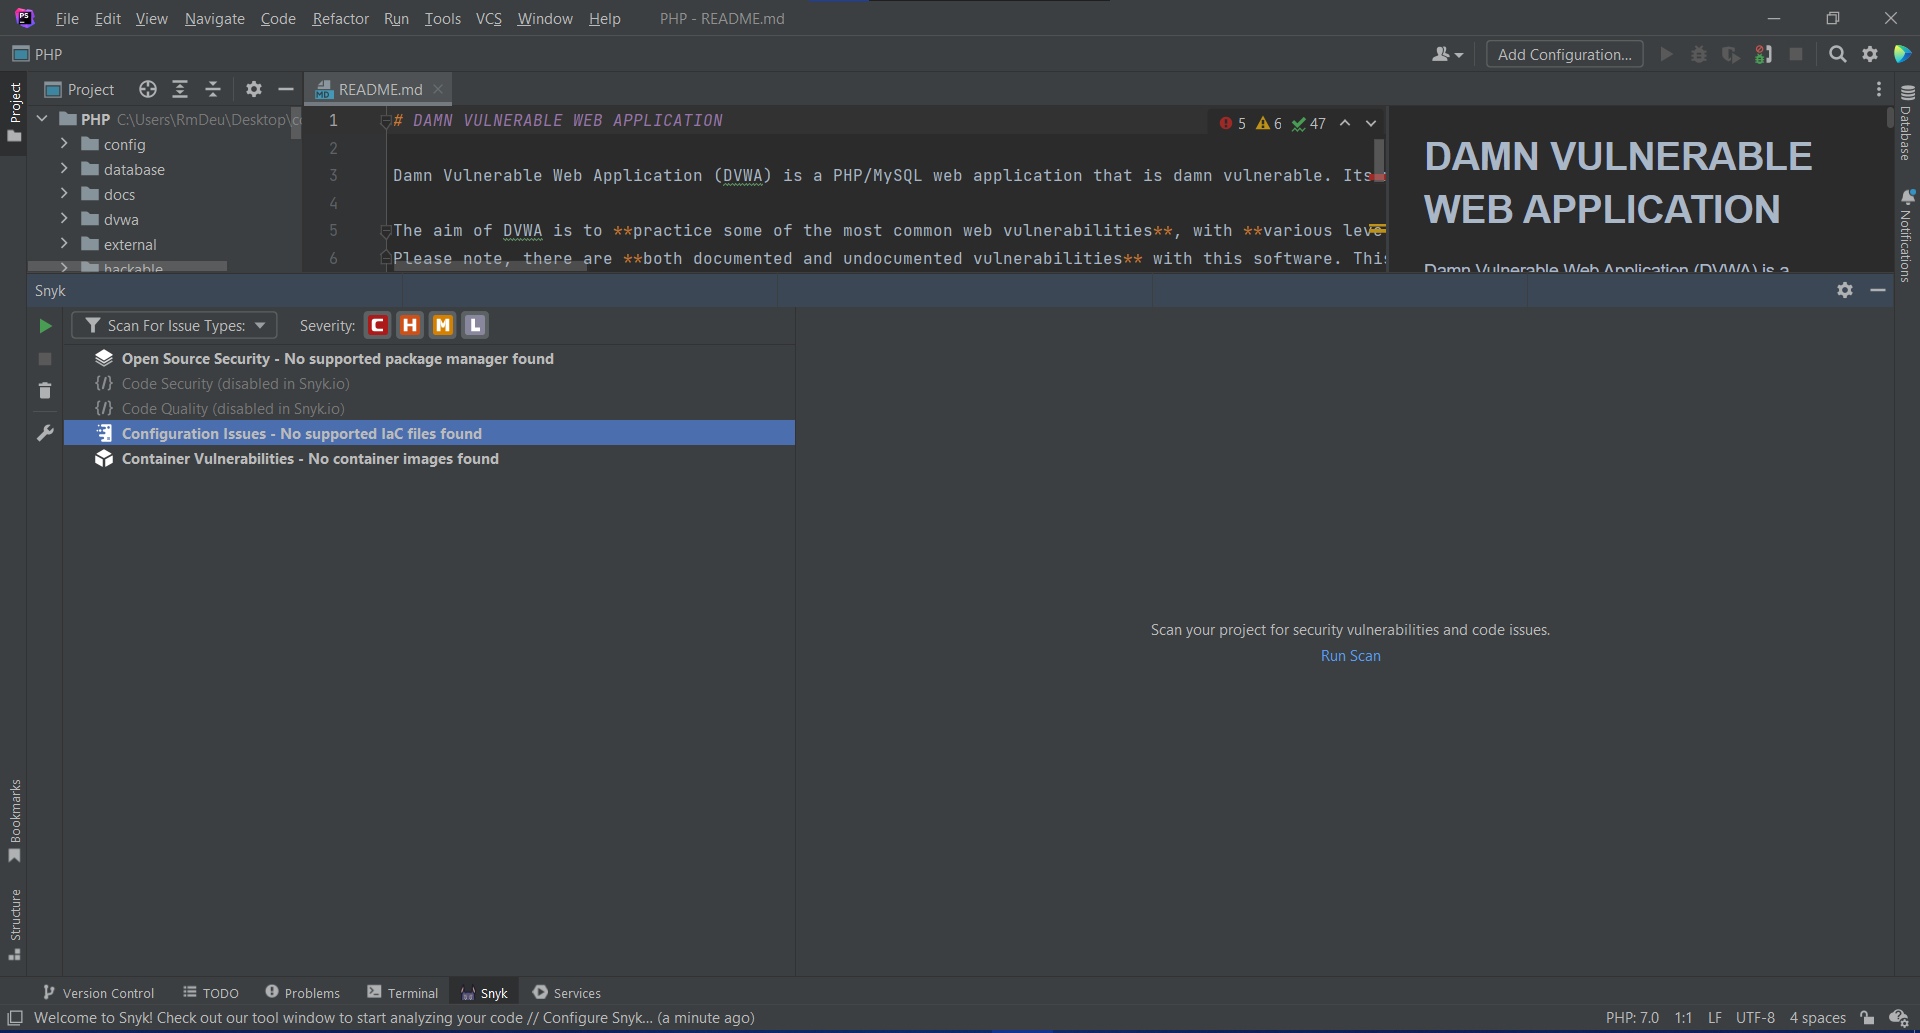 PS File Edit View Navigate Code Refactor Run Tools VCS Window Help PHP - README.md
PHP Add Configuration...
Project
Project README.md
PHP C:\Users\RmDeu\Desktop\
config
database
docs
dvwa
external
hackable
1 # DAMN VULNERABLE WEB APPLICATION
2
3 Damn Vulnerable Web Application (DVWA) is a PHP/MySQL web application that is damn vulnerable. Its
4
5 The aim of DVWA is to **practice some of the most common web vulnerabilities**, with **various leve
6 Please note, there are **both documented and undocumented vulnerabilities** with this software. This
5 6 47
DAMN VULNERABLE
WEB APPLICATION
Damn Vulnerable Web Application (DVWA) is a
Database
Notifications
Snyk
Scan For Issue Types: Severity: C H M L
Open Source Security - No supported package manager found
Code Security (disabled in Snyk.io)
Code Quality (disabled in Snyk.io)
Configuration Issues - No supported IaC files found
Container Vulnerabilities - No container images found
Scan your project for security vulnerabilities and code issues.
Run Scan
Bookmarks
Structure
Version Control TODO Problems Terminal Snyk Services
Welcome to Snyk! Check out our tool window to start analyzing your code // Configure Snyk... (a minute ago) PHP: 7.0 1:1 LF UTF-8 4 spaces